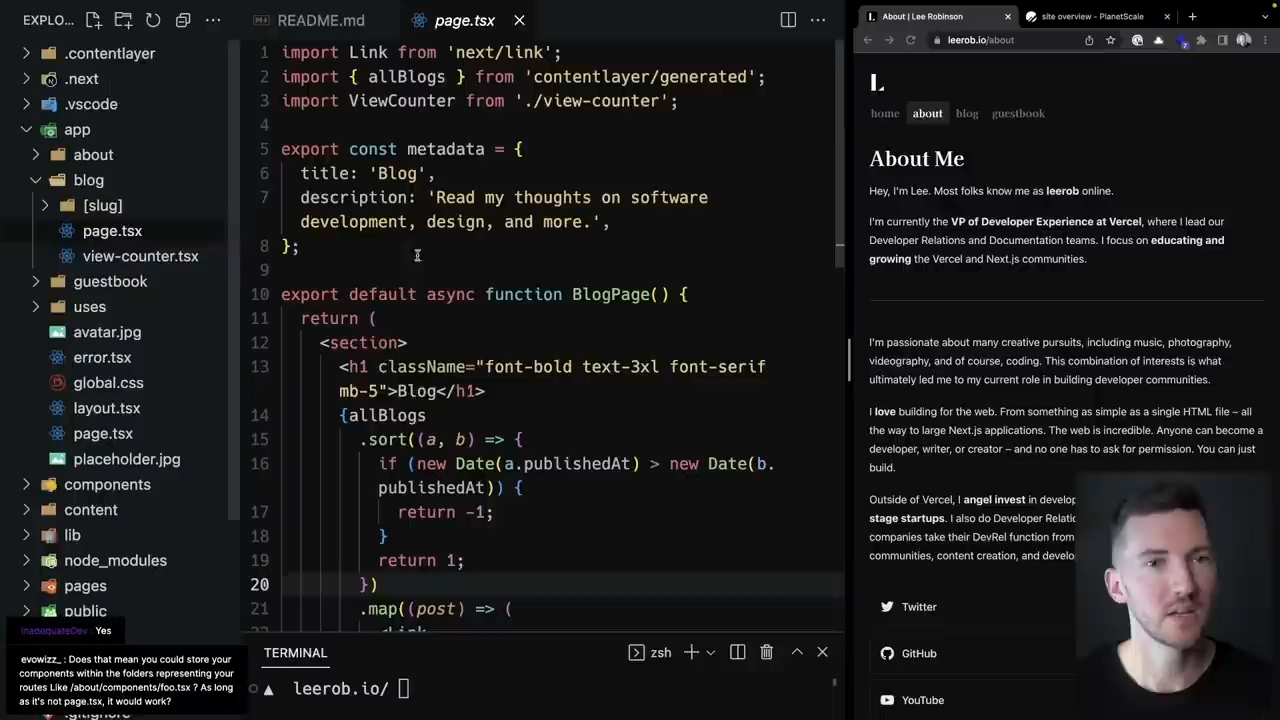 EXPLO...
.contentlayer
.next
.vscode
app
about
blog
[slug]
page.tsx
view-counter.tsx
guestbook
uses
avatar.jpg
error.tsx
global.css
layout.tsx
page.tsx
placeholder.jpg
components
content
lib
node_modules
pages
public
InadequateDev: Yes
evowizz_ : Does that mean you could store your
components within the folders representing your
routes Like /about/components/foo.tsx ? As long
as it's not page.tsx, it would work?
.gitignore
README.md
page.tsx
1 import Link from 'next/link';
2 import { allBlogs } from 'contentlayer/generated';
3 import ViewCounter from './view-counter';
4
5 export const metadata = {
6 title: 'Blog',
7 description: 'Read my thoughts on software
development, design, and more.',
8 };
9
10 export default async function BlogPage() {
11 return (
12 <section>
13 <h1 className="font-bold text-3xl font-serif
mb-5">Blog</h1>
14 {allBlogs
15 .sort((a, b) => {
16 if (new Date(a.publishedAt) > new Date(b.
publishedAt)) {
17 return -1;
18 }
19 return 1;
20 })
21 .map((post) => (
22 <Link
TERMINAL
zsh
▲ leerob.io/
About | Lee Robinson
site overview - PlanetScale
leerob.io/about
L
home about blog guestbook
About Me
Hey, I'm Lee. Most folks know me as leerob online.
I'm currently the VP of Developer Experience at Vercel, where I lead our
Developer Relations and Documentation teams. I focus on educating and
growing the Vercel and Next.js communities.
I'm passionate about many creative pursuits, including music, photography,
videography, and of course, coding. This combination of interests is what
ultimately led me to my current role in building developer communities.
I love building for the web. From something as simple as a single HTML file – all
the way to large Next.js applications. The web is incredible. Anyone can become a
developer, writer, or creator – and no one has to ask for permission. You can just
build.
Outside of Vercel, I angel invest in develop
stage startups. I also do Developer Relatio
companies take their DevRel function from
communities, content creation, and develo
Twitter
GitHub
YouTube